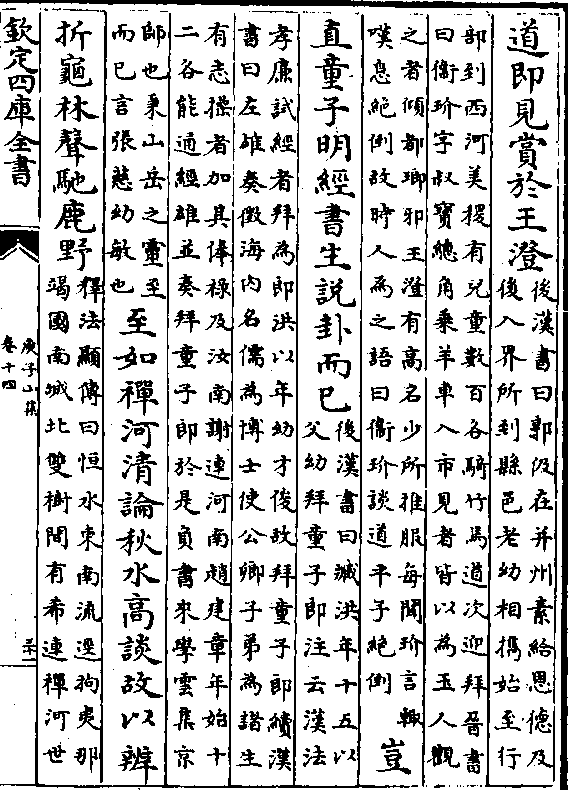 道即見賞於王澄後漢書曰郭伋在并州素給恩德及
後入界所到縣邑老幼相攜始至行
部到西河美稷有兒童數百各騎竹馬道次迎拜晉書
曰衞玠字叔寶總角乗羊車入市見者皆以為玉人觀
之者傾都瑯邪王澄有高名少所推服每聞玠言輒
嘆息絶倒故時人為之語曰衞玠談道平子絶倒
豈
直童子明經書生說卦而已後漢書曰臧洪年十五以
父幼拜童子郎注云漢法
孝廉試經者拜為郎洪以年幼才俊故拜童子郎續漢
書曰左雄奏徴海内名儒為博士使公卿子弟為諸生
有志操者加其俸祿及汝南謝連河南趙建章年始十
二各能通經雄並奏拜童子郎於是負書來學雲集京
師也秉山岳之靈至
而已言張慈幼敏也
至如禪河清論秋水高談故以辨
折龜林聲馳鹿野釋法顯傳曰恒水東南流逕拘夷那
竭國南城北雙樹間有希連禪河世
欽定四庫全書
庾子山集
卷十四